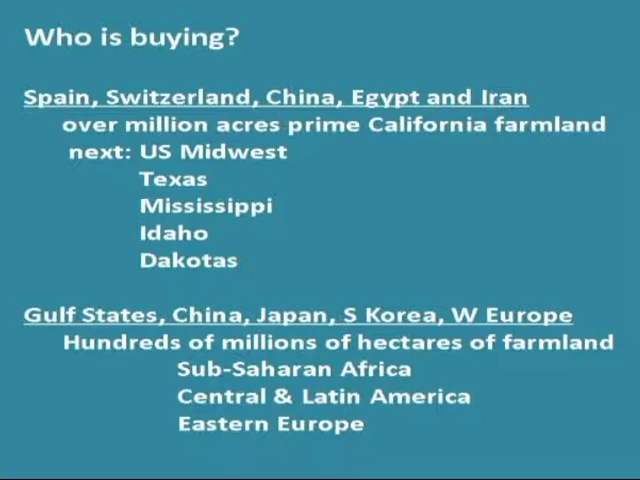 Who is buying?
Spain, Switzerland, China, Egypt and Iran
over million acres prime California farmland
next: US Midwest
Texas
Mississippi
Idaho
Dakotas
Gulf States, China, Japan, S Korea, W Europe
Hundreds of millions of hectares of farmland
Sub-Saharan Africa
Central & Latin America
Eastern Europe